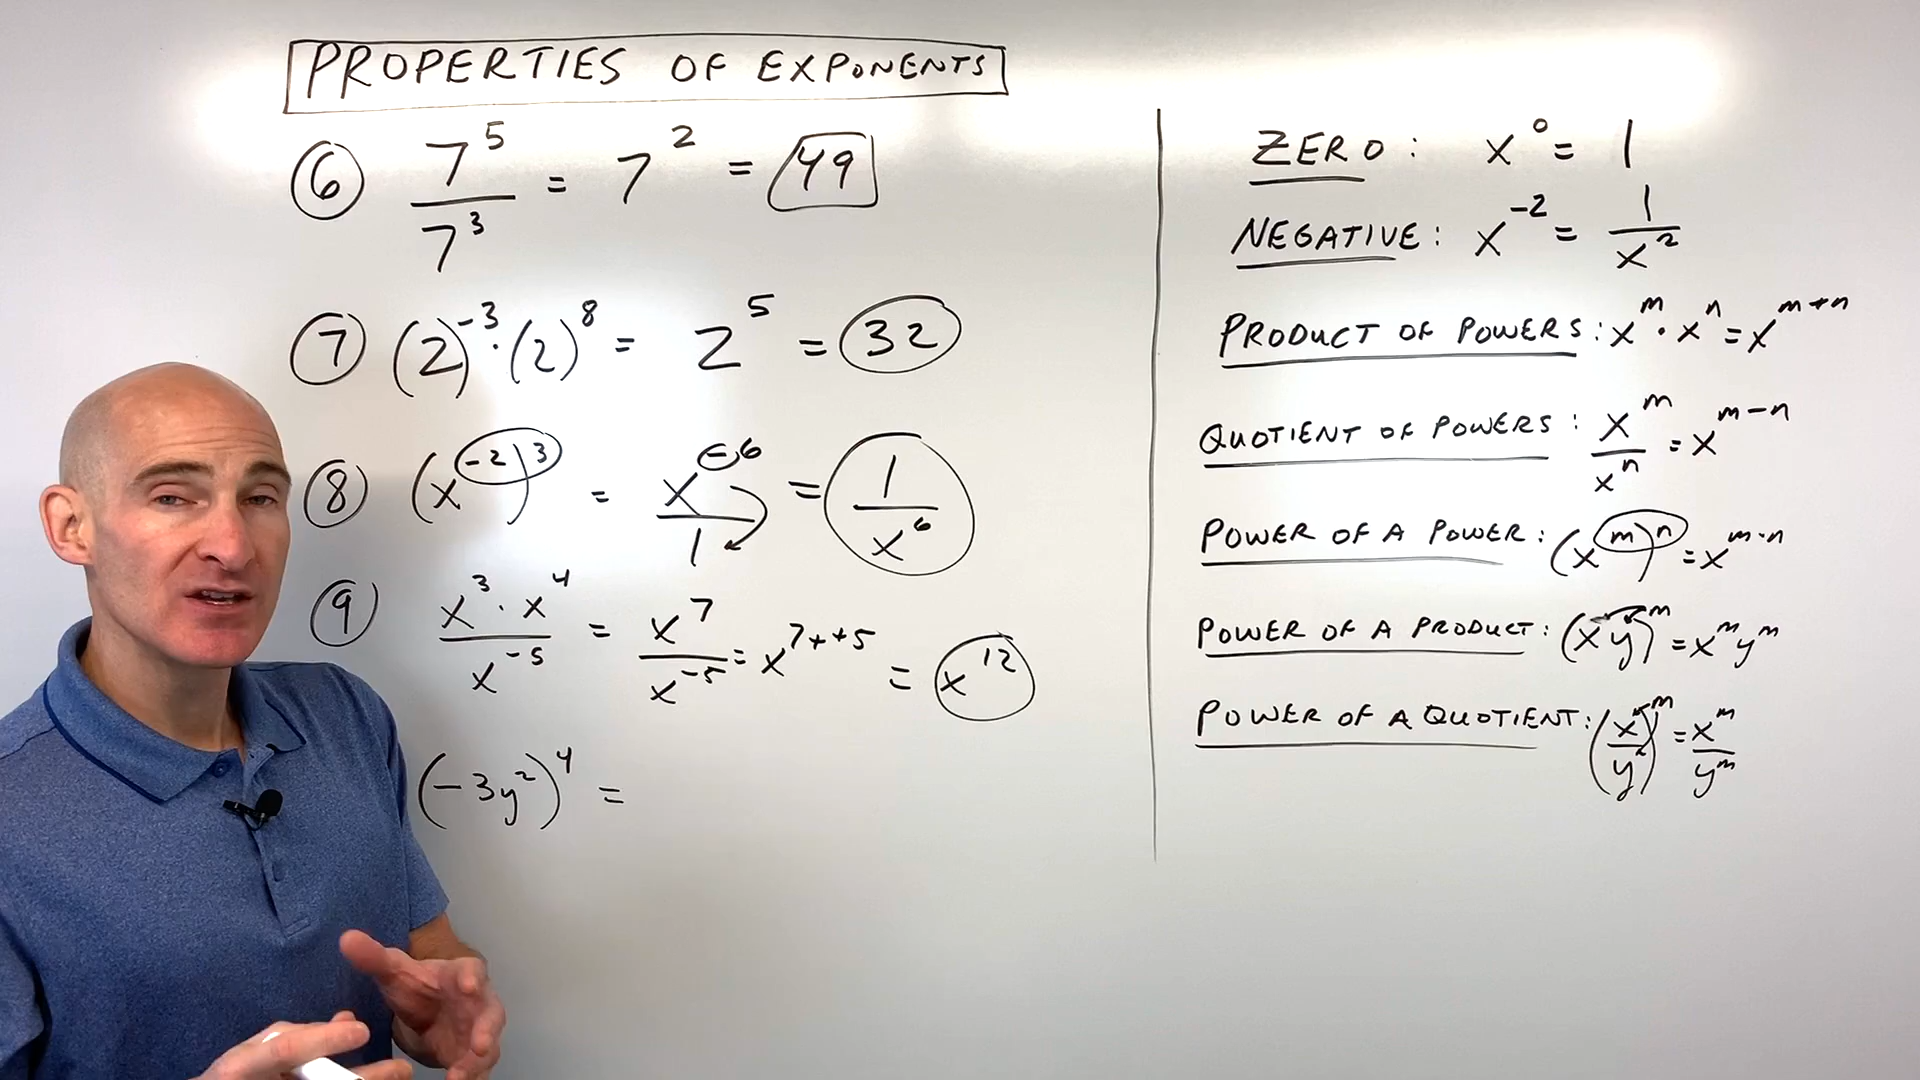 PROPERTIES OF EXPONENTS
⑥ 7^5 / 7^3 = 7^2 = 49
⑦ (2)^-3 · (2)^8 = 2^5 = 32
⑧ (x^-2)^3 = x^-6 / 1 = 1 / x^6
⑨ x^3 · x^4 / x^-5 = x^7 / x^-5 = x^7++5 = x^12
(-3y^2)^4 =
ZERO: x^0 = 1
NEGATIVE: x^-2 = 1 / x^2
PRODUCT OF POWERS: x^m · x^n = x^m+n
QUOTIENT OF POWERS: x^m / x^n = x^m-n
POWER OF A POWER: (x^m)^n = x^m·n
POWER OF A PRODUCT: (xy)^m = x^m y^m
POWER OF A QUOTIENT: (x/y)^m = x^m / y^m